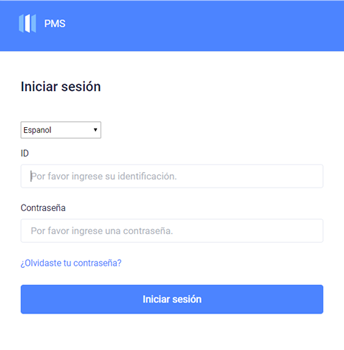 PMS
Iniciar sesión
Espanol
ID
Por favor ingrese su identificación.
Contraseña
Por favor ingrese una contraseña.
¿Olvidaste tu contraseña?
Iniciar sesión